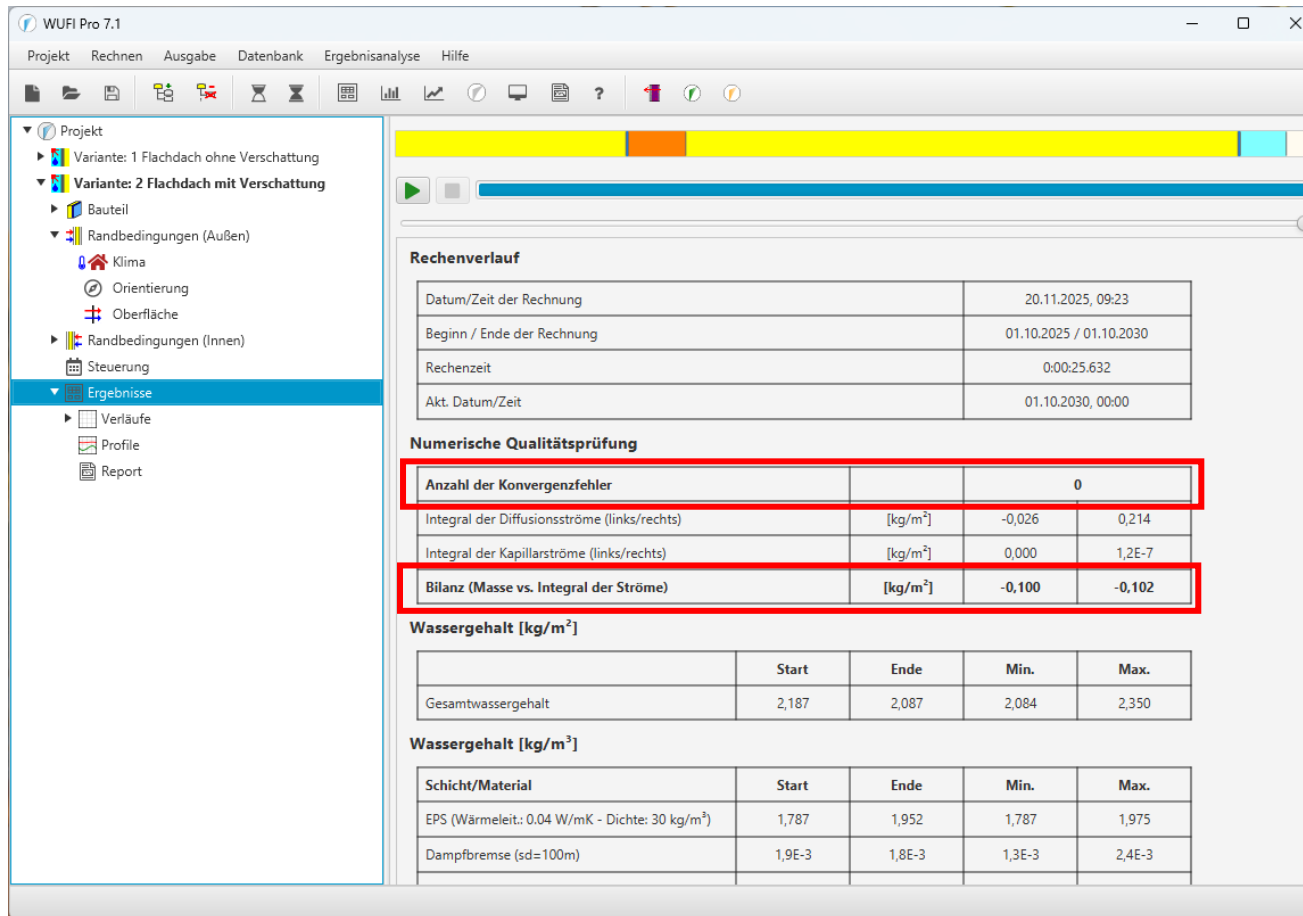 WUFI Pro 7.1
Projekt Rechnen Ausgabe Datenbank Ergebnisanalyse Hilfe
Projekt
Variante: 1 Flachdach ohne Verschattung
Variante: 2 Flachdach mit Verschattung
Bauteil
Randbedingungen (Außen)
Klima
Orientierung
Oberfläche
Randbedingungen (Innen)
Steuerung
Ergebnisse
Verläufe
Profile
Report
Rechenverlauf
Datum/Zeit der Rechnung 20.11.2025, 09:23
Beginn / Ende der Rechnung 01.10.2025 / 01.10.2030
Rechenzeit 0:00:25.632
Akt. Datum/Zeit 01.10.2030, 00:00
Numerische Qualitätsprüfung
Anzahl der Konvergenzfehler 0
Integral der Diffusionsströme (links/rechts) [kg/m²] -0,026 0,214
Integral der Kapillarströme (links/rechts) [kg/m²] 0,000 1,2E-7
Bilanz (Masse vs. Integral der Ströme) [kg/m²] -0,100 -0,102
Wassergehalt [kg/m²]
Start Ende Min. Max.
Gesamtwassergehalt 2,187 2,087 2,084 2,350
Wassergehalt [kg/m³]
Schicht/Material Start Ende Min. Max.
EPS (Wärmeleit.: 0.04 W/mK - Dichte: 30 kg/m³) 1,787 1,952 1,787 1,975
Dampfbremse (sd=100m) 1,9E-3 1,8E-3 1,3E-3 2,4E-3